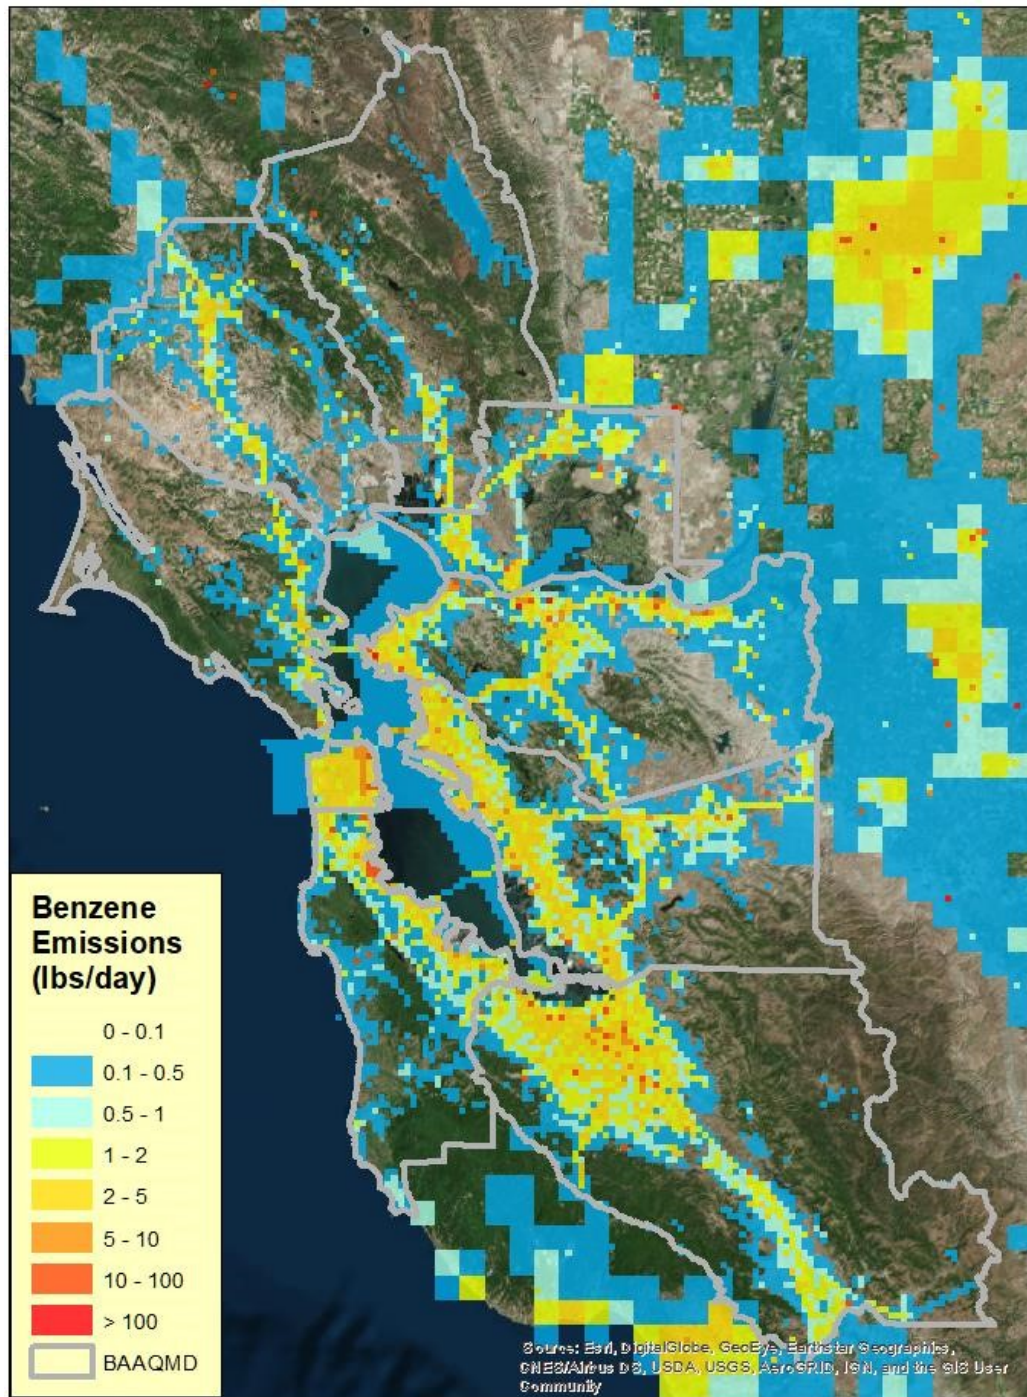 Benzene
Emissions
(lbs/day)
0 - 0.1
0.1 - 0.5
0.5 - 1
1 - 2
2 - 5
5 - 10
10 - 100
> 100
BAAQMD
Source: Esri, DigitalGlobe, GeoEye, Earthstar Geographics,
CNES/Airbus DS, USDA, USGS, AeroGRID, IGN, and the GIS User
Community